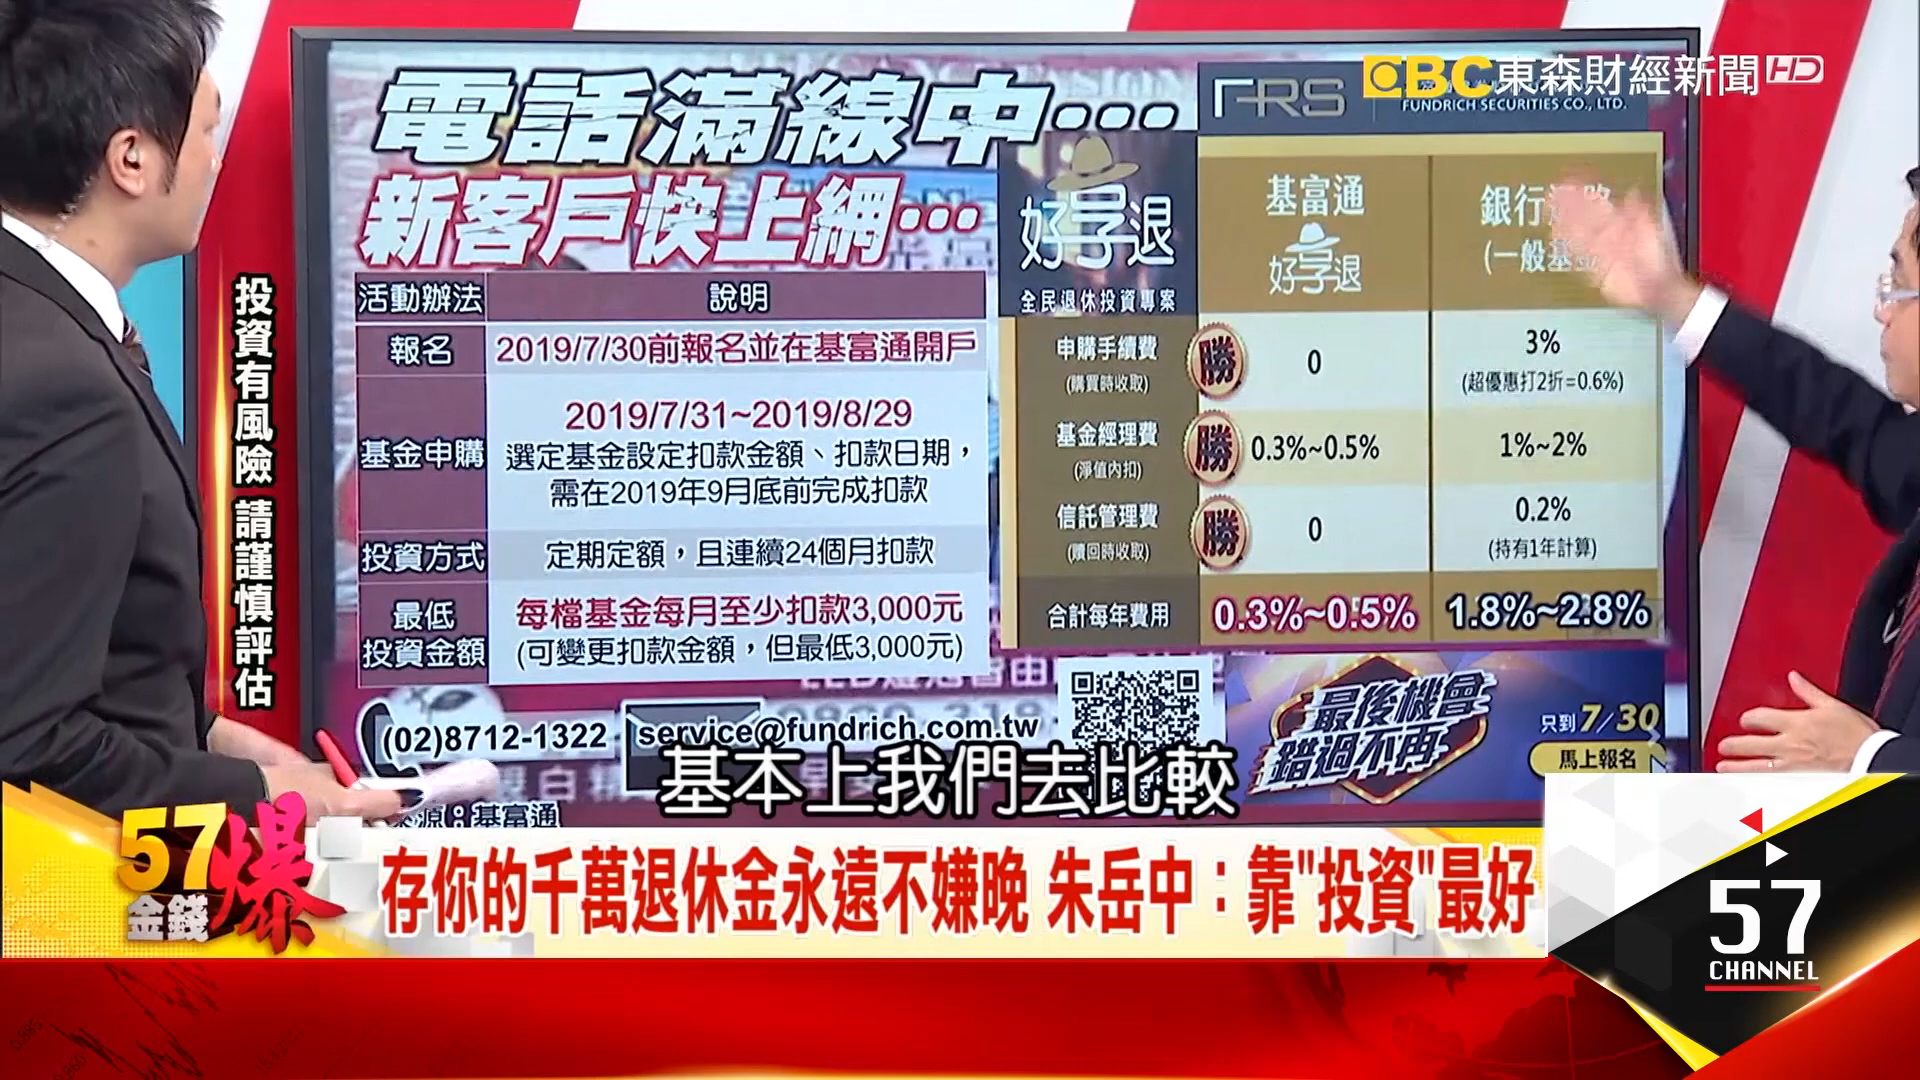 EBC東森財經新聞HD
FUNDRICH SECURITIES CO., LTD.
FRS
電話滿線中…
新客戶快上網…
活動辦法 說明
報名 2019/7/30前報名並在基富通開戶
基金申購 2019/7/31~2019/8/29
選定基金設定扣款金額、扣款日期，
需在2019年9月底前完成扣款
投資方式 定期定額，且連續24個月扣款
最低
投資金額
每檔基金每月至少扣款3,000元
(可變更扣款金額，但最低3,000元)
(02)8712-1322
service@fundrich.com.tw
好享退
全民退休投資專案
基富通
好享退
銀行
(一般基
申購手續費
(購買時收取)
勝 0
3%
(超優惠打2折=0.6%)
基金經理費
(淨值內扣)
勝 0.3%~0.5%
1%~2%
信託管理費
(贖回時收取)
勝 0
0.2%
(持有1年計算)
合計每年費用 0.3%~0.5% 1.8%~2.8%
最後機會
錯過不再
只到7/30
馬上報名
投資有風險 請謹慎評估
源：基富通
基本上我們去比較
57
金錢
爆
存你的千萬退休金永遠不嫌晚 朱岳中：靠"投資"最好
57
CHANNEL